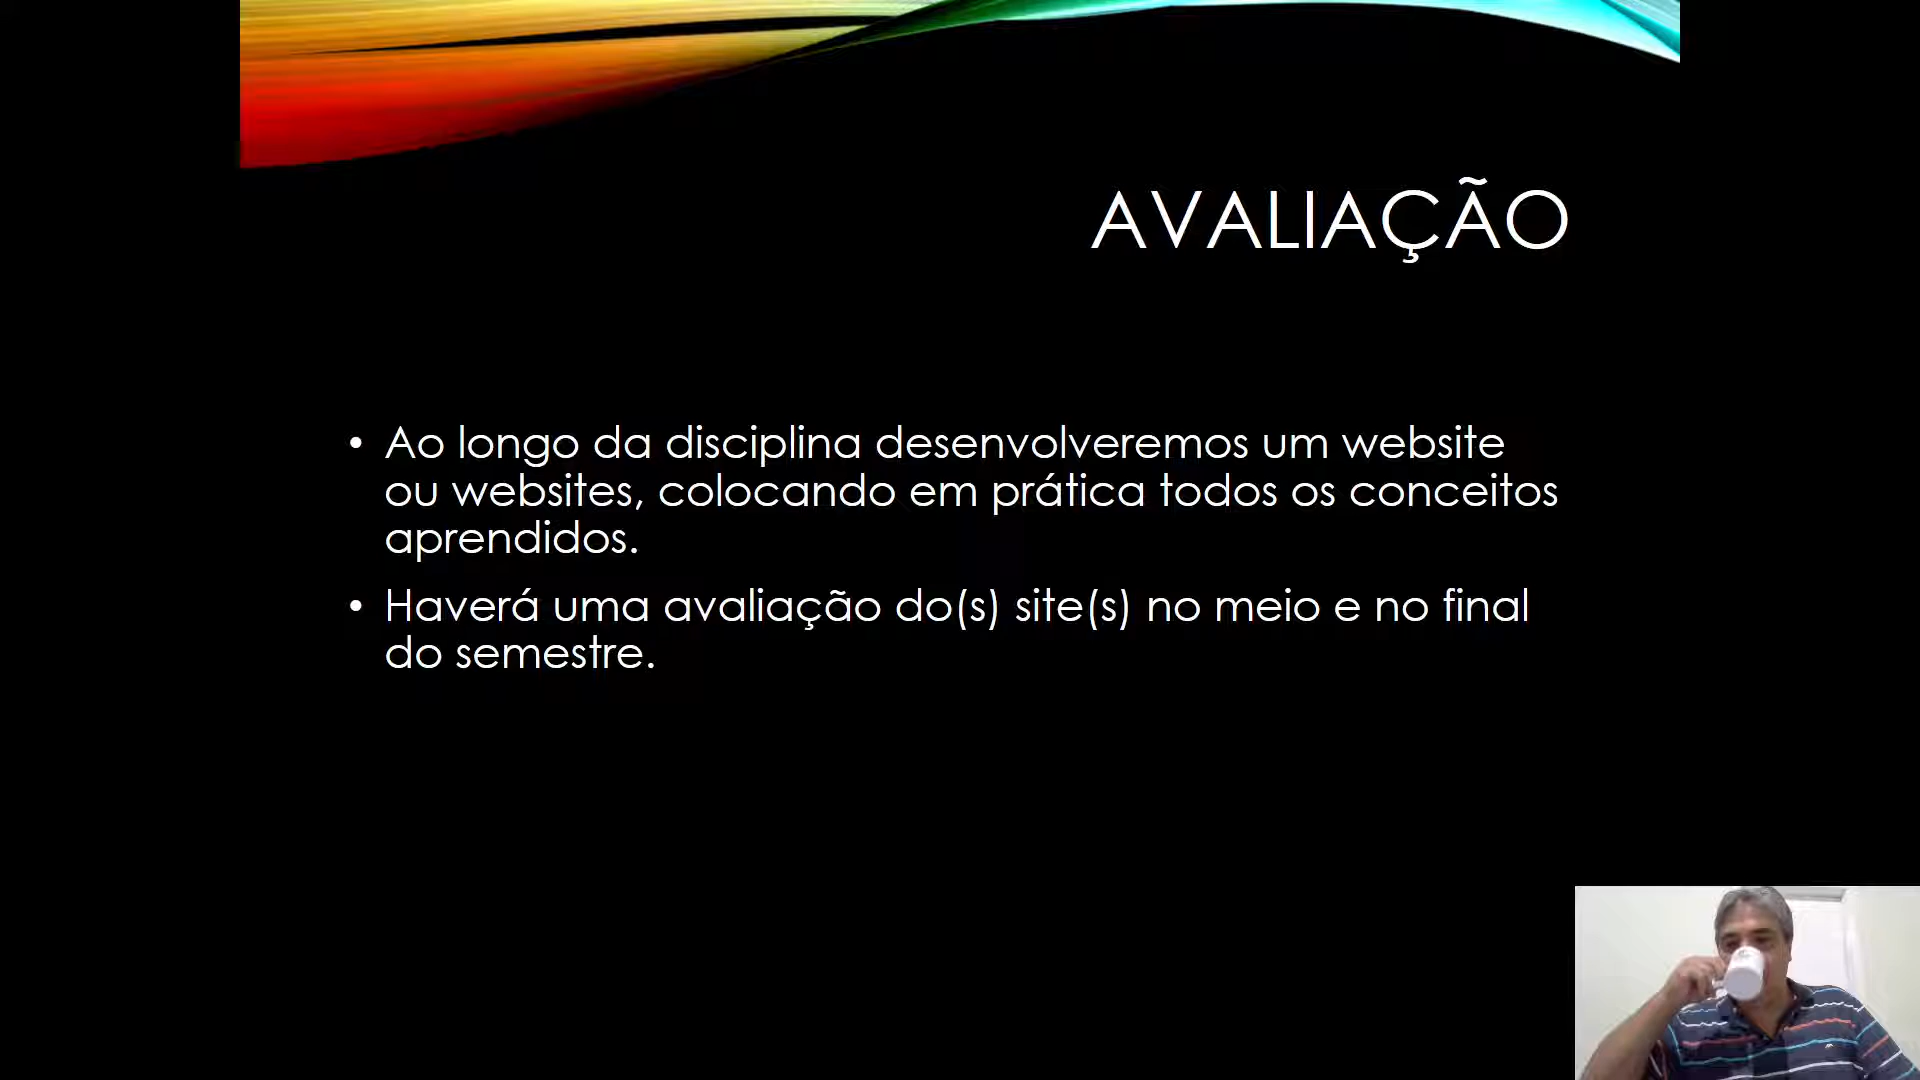 AVALIAÇÃO
• Ao longo da disciplina desenvolveremos um website
ou websites, colocando em prática todos os conceitos
aprendidos.
• Haverá uma avaliação do(s) site(s) no meio e no final
do semestre.